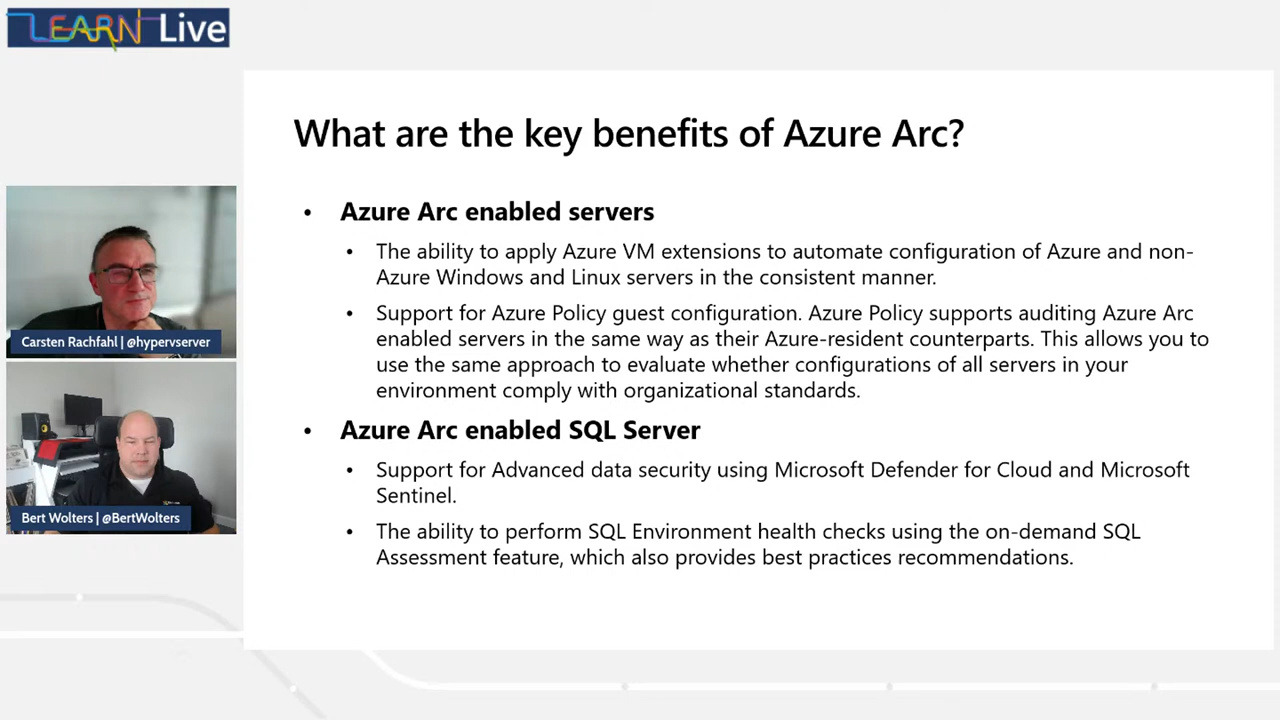 LEARN Live
What are the key benefits of Azure Arc?
• Azure Arc enabled servers
• The ability to apply Azure VM extensions to automate configuration of Azure and non-
Azure Windows and Linux servers in the consistent manner.
• Support for Azure Policy guest configuration. Azure Policy supports auditing Azure Arc
enabled servers in the same way as their Azure-resident counterparts. This allows you to
use the same approach to evaluate whether configurations of all servers in your
environment comply with organizational standards.
• Azure Arc enabled SQL Server
• Support for Advanced data security using Microsoft Defender for Cloud and Microsoft
Sentinel.
• The ability to perform SQL Environment health checks using the on-demand SQL
Assessment feature, which also provides best practices recommendations.
Carsten Rachfahl | @hypervserver
Bert Wolters | @BertWolters